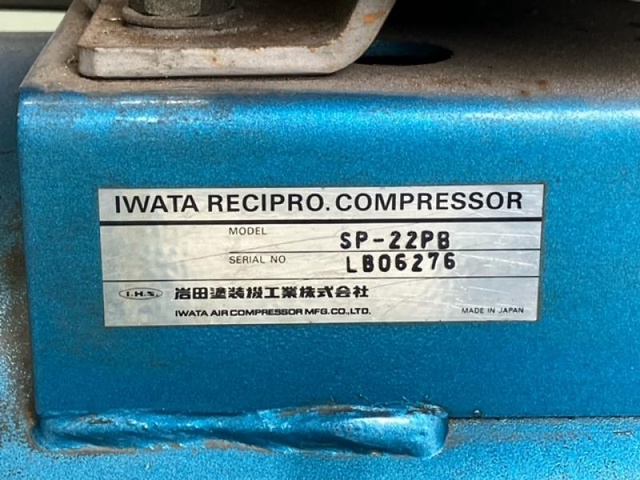 IWATA RECIPRO. COMPRESSOR
MODEL SP-22PB
SERIAL NO LB06276
I.H.S. 岩田塗装機工業株式会社
IWATA AIR COMPRESSOR MFG. CO., LTD. MADE IN JAPAN